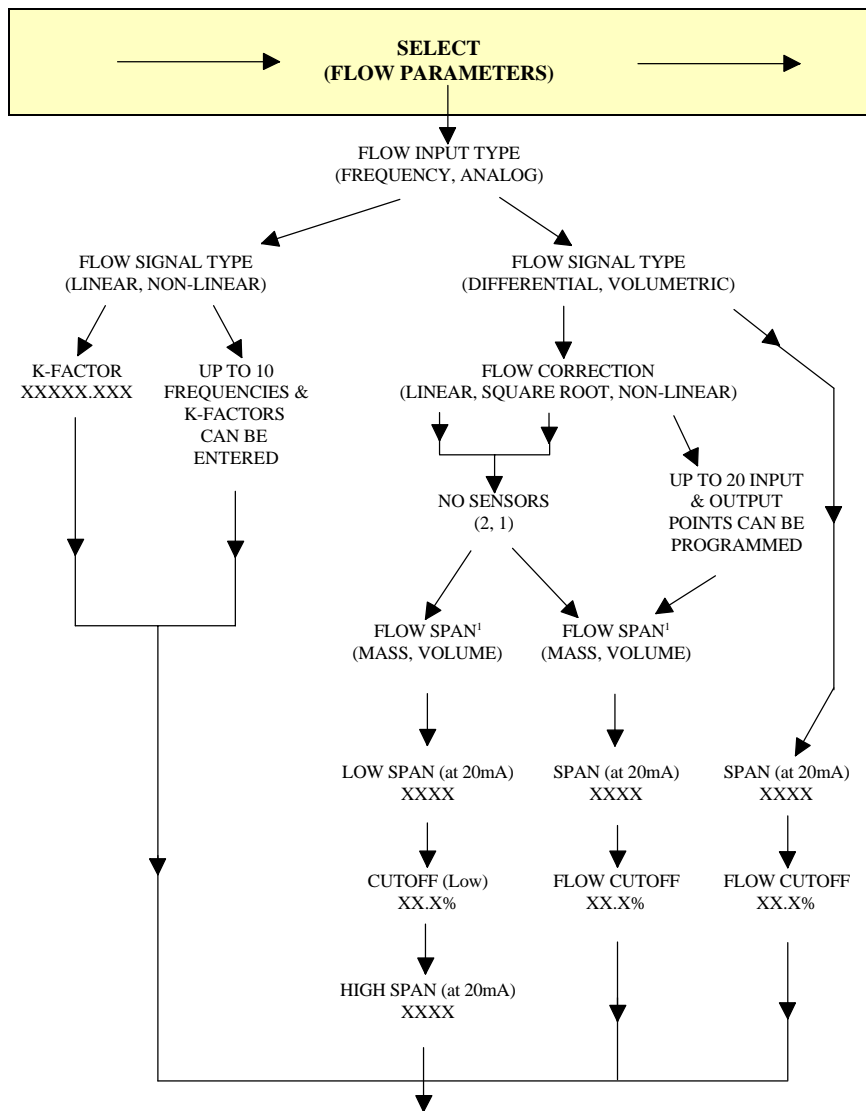 SELECT
(FLOW PARAMETERS)
FLOW INPUT TYPE
(FREQUENCY, ANALOG)
FLOW SIGNAL TYPE
(LINEAR, NON-LINEAR)
FLOW SIGNAL TYPE
(DIFFERENTIAL, VOLUMETRIC)
K-FACTOR
XXXXX.XXX
UP TO 10
FREQUENCIES &
K-FACTORS
CAN BE
ENTERED
FLOW CORRECTION
(LINEAR, SQUARE ROOT, NON-LINEAR)
NO SENSORS
(2, 1)
UP TO 20 INPUT
& OUTPUT
POINTS CAN BE
PROGRAMMED
FLOW SPAN¹
(MASS, VOLUME)
FLOW SPAN¹
(MASS, VOLUME)
LOW SPAN (at 20mA)
XXXX
SPAN (at 20mA)
XXXX
SPAN (at 20mA)
XXXX
CUTOFF (Low)
XX.X%
FLOW CUTOFF
XX.X%
FLOW CUTOFF
XX.X%
HIGH SPAN (at 20mA)
XXXX